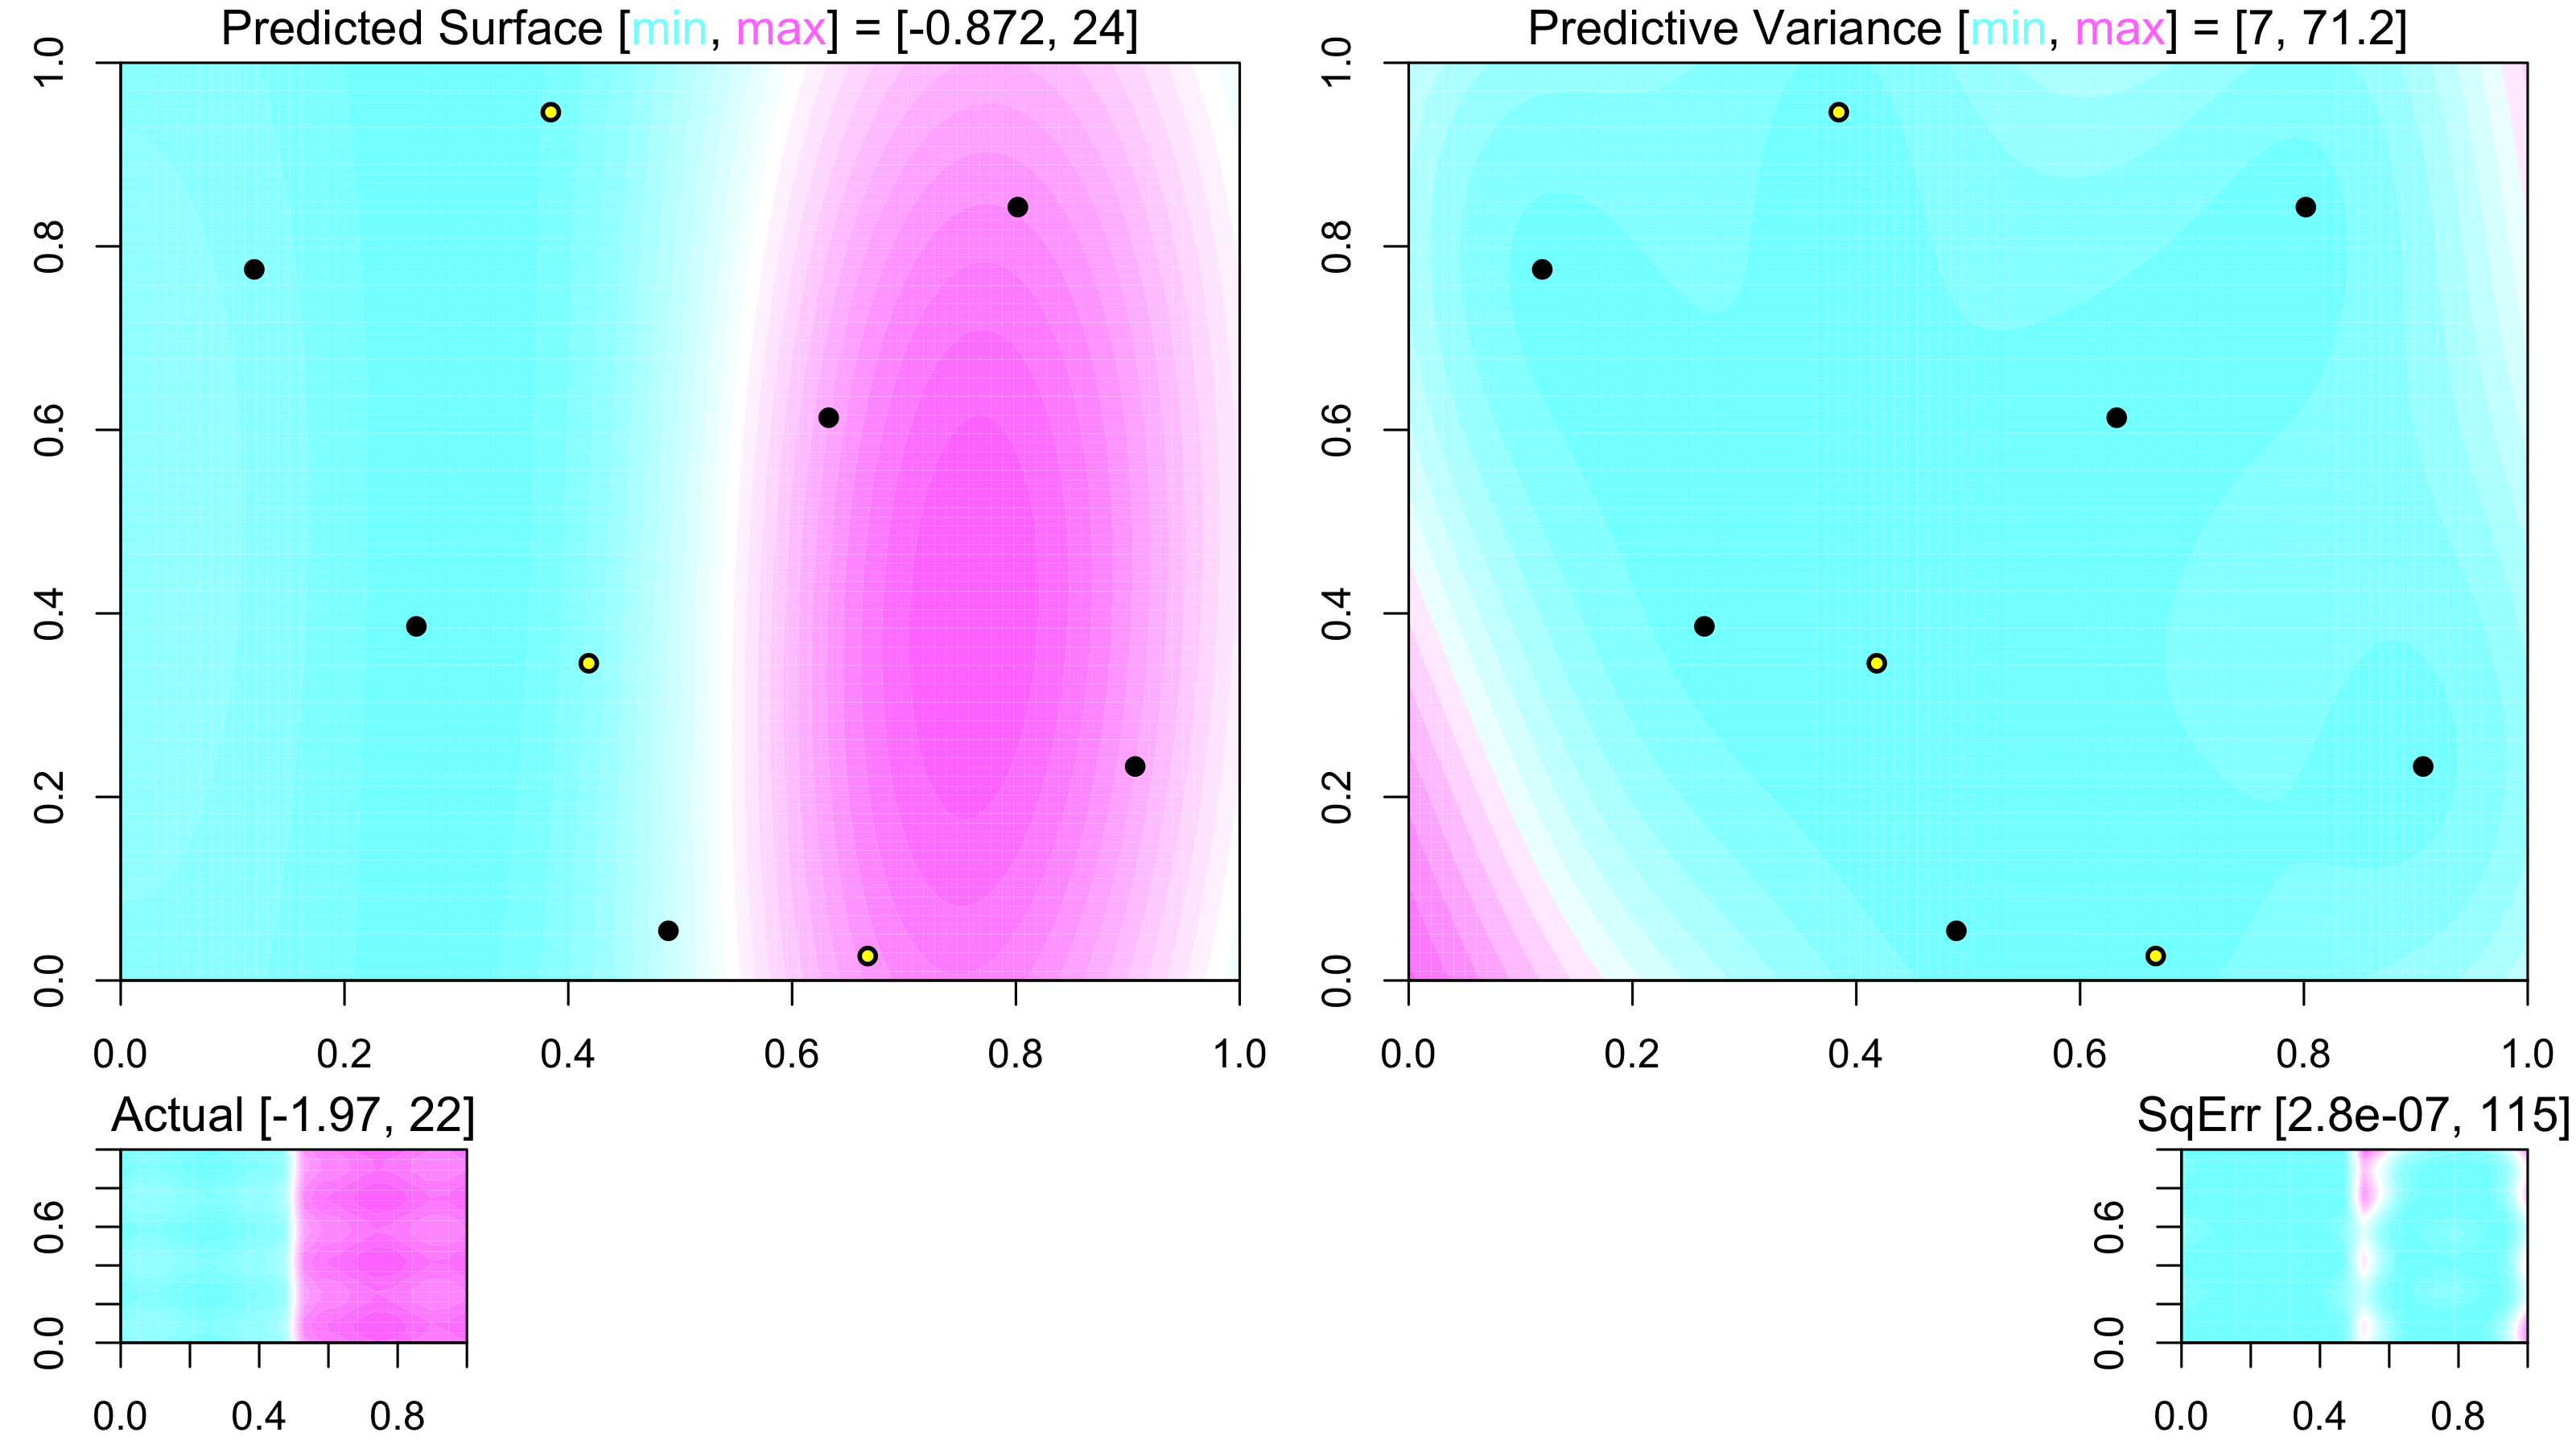 Predicted Surface [min, max] = [-0.872, 24]
1.0
0.8
0.6
0.4
0.2
0.0
0.0 0.2 0.4 0.6 0.8 1.0
Predictive Variance [min, max] = [7, 71.2]
1.0
0.8
0.6
0.4
0.2
0.0
0.0 0.2 0.4 0.6 0.8 1.0
Actual [-1.97, 22]
0.6
0.0
0.0 0.4 0.8
SqErr [2.8e-07, 115]
0.6
0.0
0.0 0.4 0.8